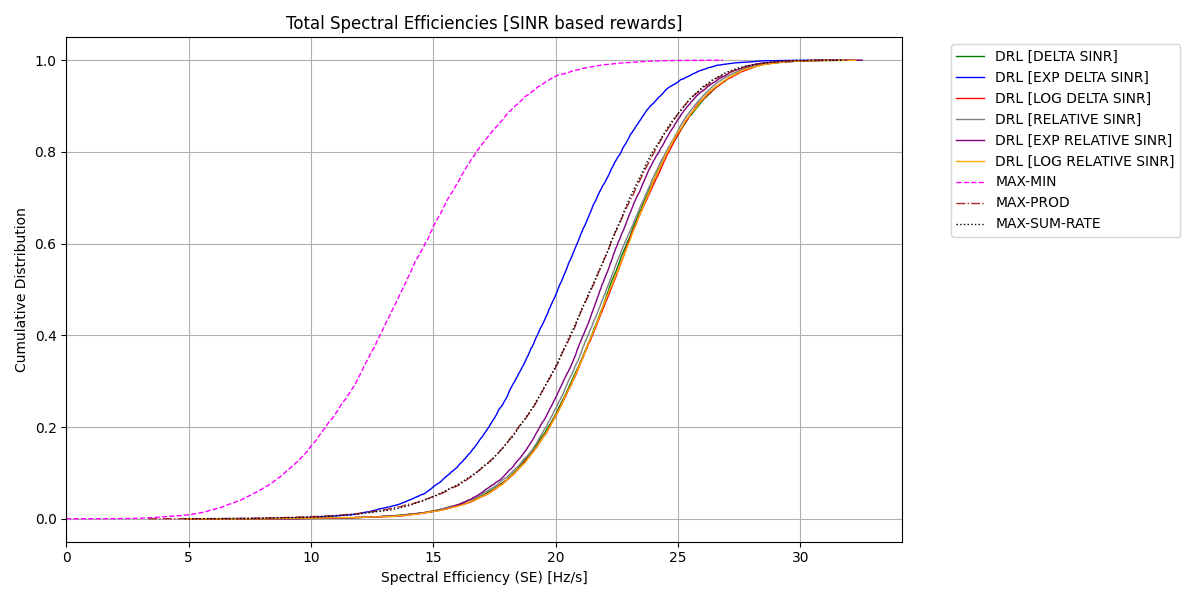 Total Spectral Efficiencies [SINR based rewards]
1.0
0.8
0.6
0.4
0.2
0.0
Cumulative Distribution
0 5 10 15 20 25 30
Spectral Efficiency (SE) [Hz/s]
DRL [DELTA SINR]
DRL [EXP DELTA SINR]
DRL [LOG DELTA SINR]
DRL [RELATIVE SINR]
DRL [EXP RELATIVE SINR]
DRL [LOG RELATIVE SINR]
MAX-MIN
MAX-PROD
MAX-SUM-RATE